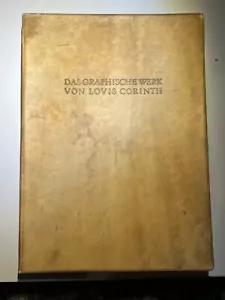 DAS GRAPHISCHE WERK
VON LOVIS CORINTH